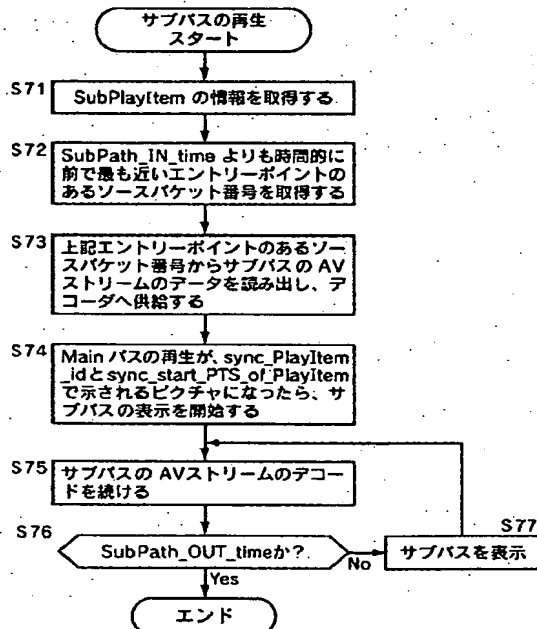 サブパスの再生
スタート
S71
SubPlayItem の情報を取得する
S72
SubPath_IN_time よりも時間的に
前で最も近いエントリーポイントの
あるソースパケット番号を取得する
S73
上記エントリーポイントのあるソー
スパケット番号からサブパスの AV
ストリームのデータを読み出し、デ
コーダへ供給する
S74
Main パスの再生が、sync_PlayItem
_idとsync_start_PTS_of_PlayItem
で示されるピクチャになったら、サ
ブパスの表示を開始する
S75
サブパスの AVストリームのデコー
ドを続ける
S76
SubPath_OUT_timeか?
No
S77
サブパスを表示
Yes
エンド